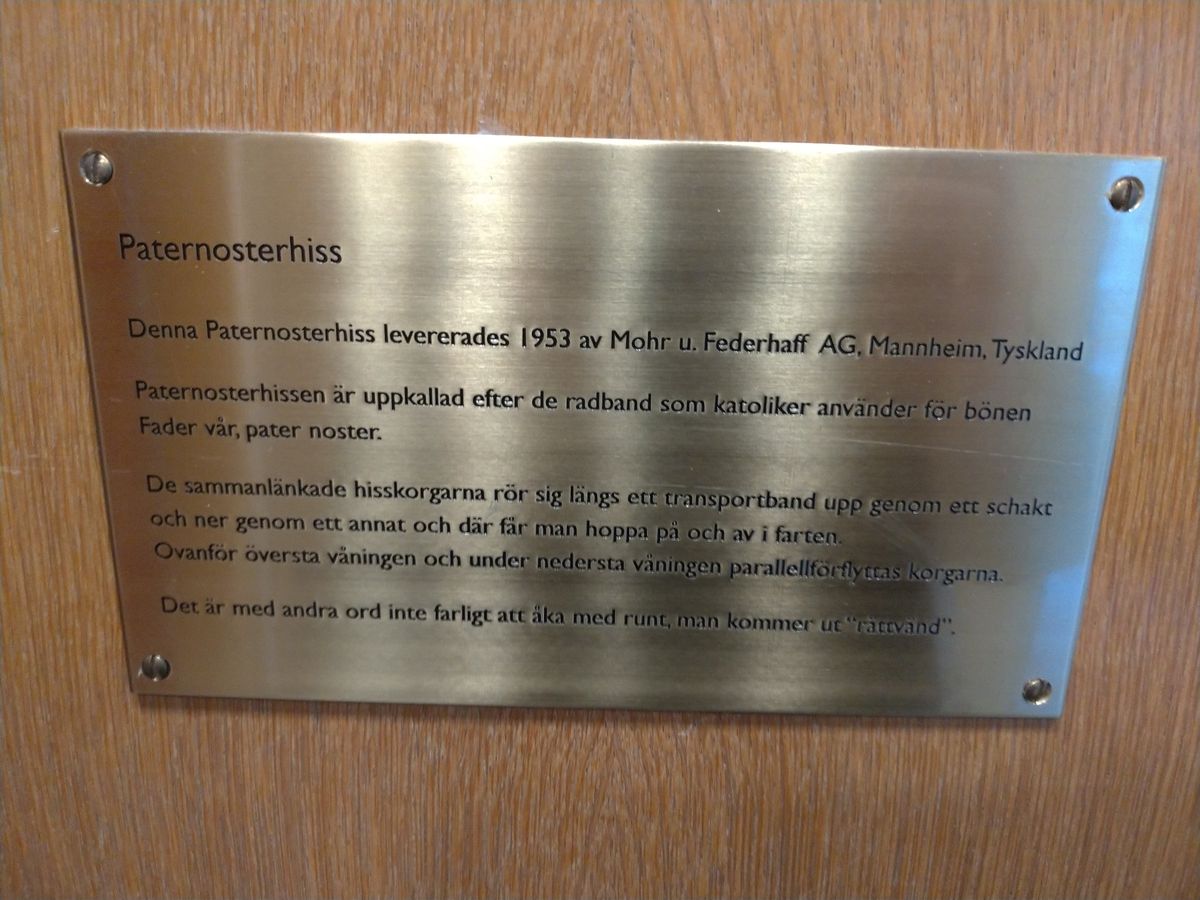 Paternosterhiss
Denna Paternosterhiss levererades 1953 av Mohr u. Federhaff AG, Mannheim, Tyskland
Paternosterhissen är uppkallad efter de radband som katoliker använder för bönen
Fader vår, pater noster.
De sammanlänkade hisskorgarna rör sig längs ett transportband upp genom ett schakt
och ner genom ett annat och där får man hoppa på och av i farten.
Ovanför översta våningen och under nedersta våningen parallellförflyttas korgarna.
Det är med andra ord inte farligt att åka med runt, man kommer ut "rättvänd".